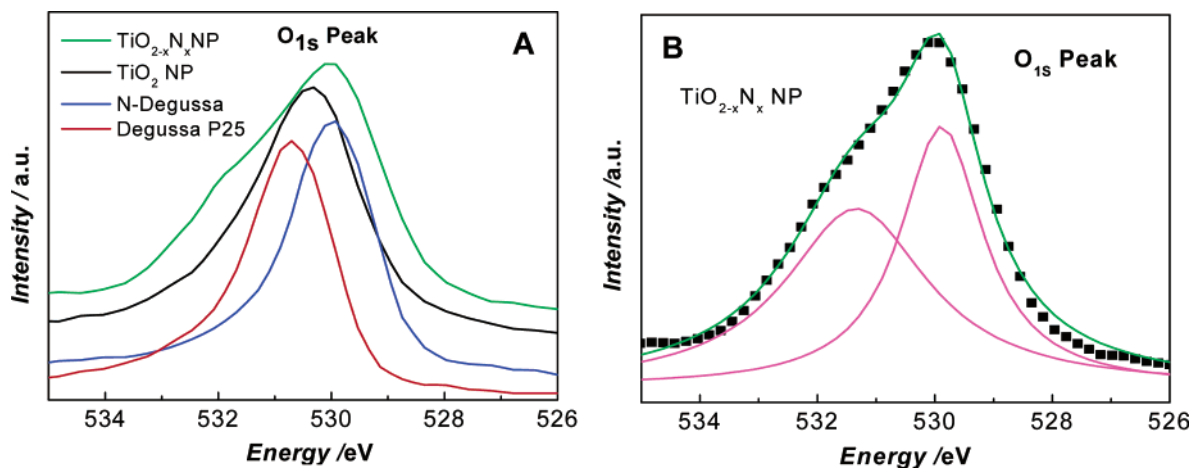 TiO2-xNxNP
TiO2 NP
N-Degussa
Degussa P25
O1s Peak
A
Intensity / a.u.
534 532 530 528 526
Energy /eV
B
O1S Peak
TiO2-xNx NP
Intensity /a.u.
534 532 530 528 526
Energy /eV